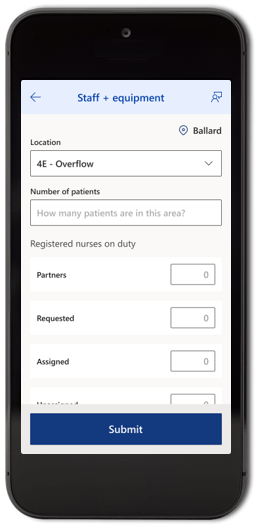 Staff + equipment
Ballard
Location
4E - Overflow
Number of patients
How many patients are in this area?
Registered nurses on duty
Partners 0
Requested 0
Assigned 0
Unassigned 0
Submit